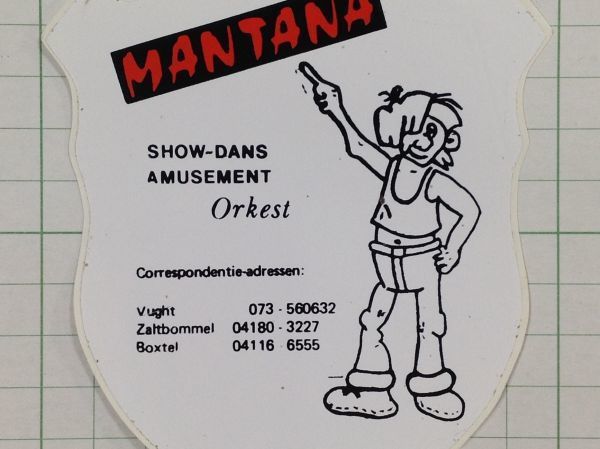 MANTANA
SHOW-DANS
AMUSEMENT
Orkest
Correspondentie-adressen:
Vught 073 - 560632
Zaltbommel 04180 - 3227
Boxtel 04116 6555